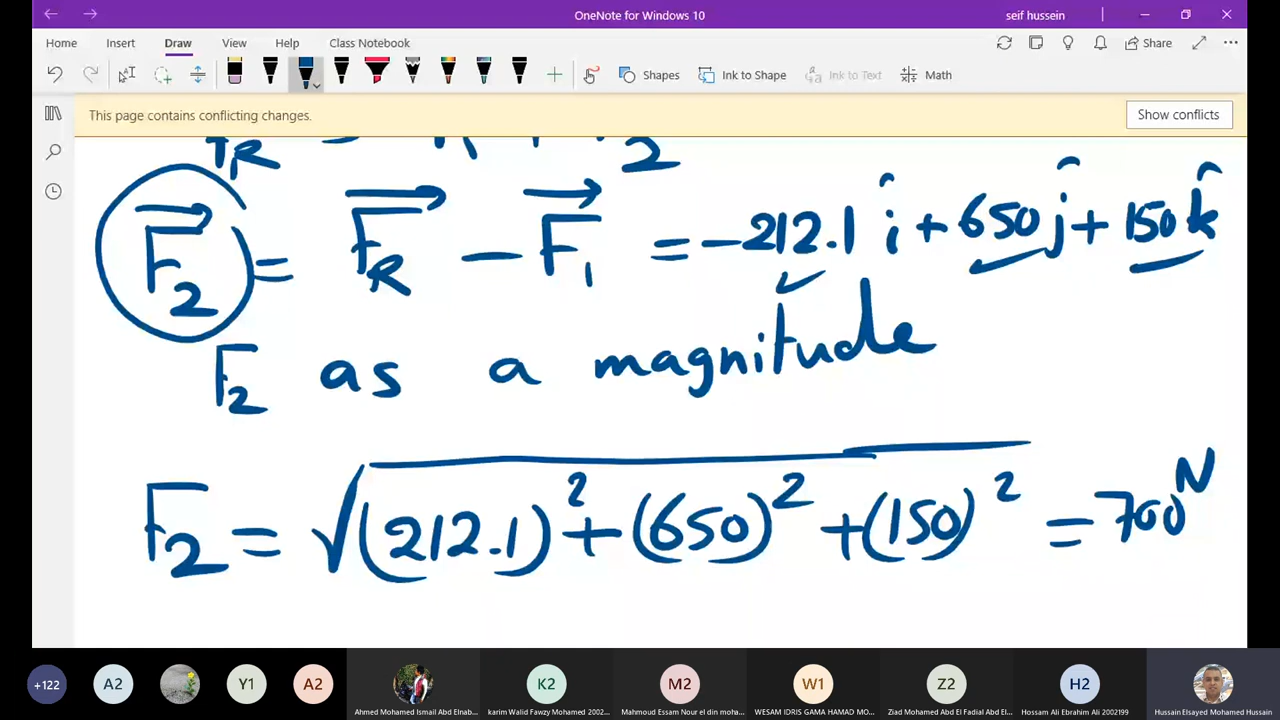 OneNote for Windows 10
seif hussein
Home Insert Draw View Help Class Notebook
Share
Shapes Ink to Shape Ink to Text Math
This page contains conflicting changes.
Show conflicts
F₂ = F_R − F₁ = −212.1 î + 650 ĵ + 150 k̂
F₂ as a magnitude
F₂ = √(212.1)² + (650)² + (150)² = 700 N
+122 A2 Y1 A2 K2 M2 W1 Z2 H2
Ahmed Mohamed Ismail Abd Elnab...
karim Walid Fawzy Mohamed 2002...
Mahmoud Essam Nour el din moha...
WESAM IDRIS GAMA HAMAD MO...
Ziad Mohamed Abd El Fadial Abd El...
Hossam Ali Ebrahim Ali 2002199
Hussain Elsayed Mohamed Hussain